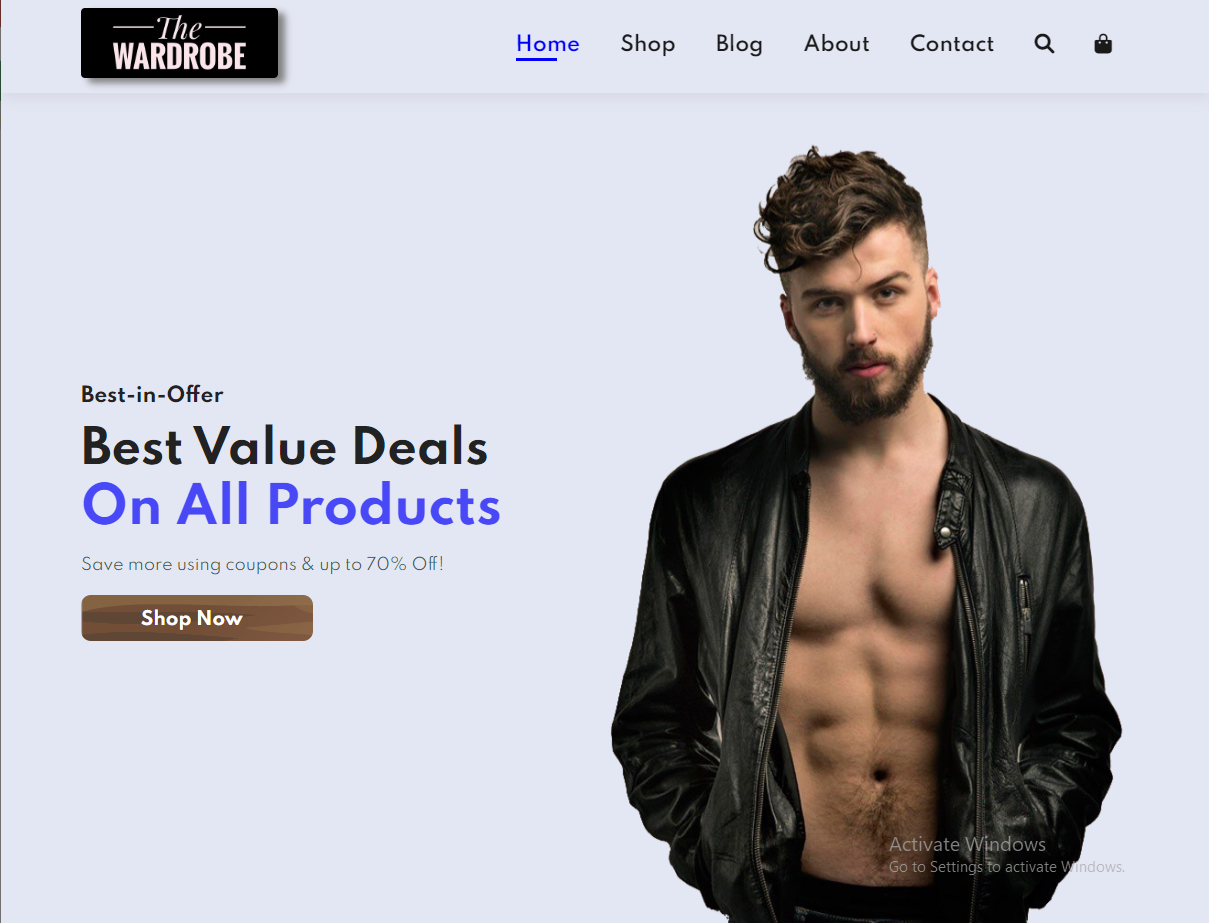 The
WARDROBE
Home Shop Blog About Contact
Best-in-Offer
Best Value Deals
On All Products
Save more using coupons & up to 70% Off!
Shop Now
Activate Windows
Go to Settings to activate Windows.